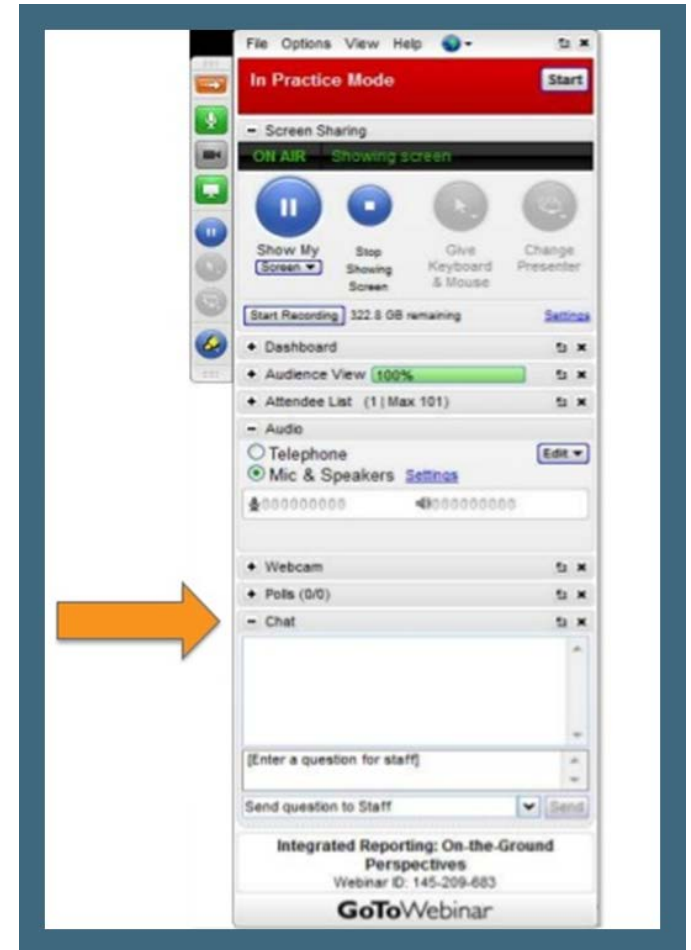 File Options View Help
In Practice Mode Start
Screen Sharing
ON AIR Showing screen
Show My Screen
Stop Showing Screen
Give Keyboard & Mouse
Change Presenter
Start Recording 322.8 GB remaining Settings
Dashboard
Audience View 100%
Attendee List (1 | Max 101)
Audio
Telephone Edit
Mic & Speakers Settings
000000000 000000000
Webcam
Polls (0/0)
Chat
[Enter a question for staff]
Send question to Staff Send
Integrated Reporting: On-the-Ground
Perspectives
Webinar ID: 145-209-683
GoToWebinar